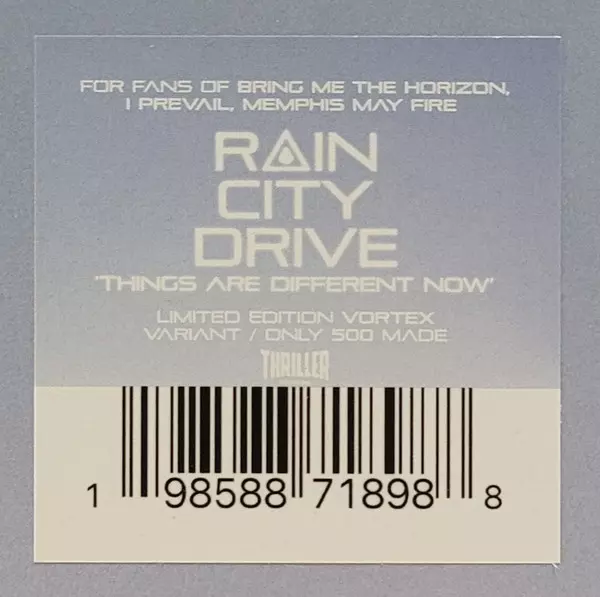 FOR FANS OF BRING ME THE HORIZON,
I PREVAIL, MEMPHIS MAY FIRE
RAIN
CITY
DRIVE
"THINGS ARE DIFFERENT NOW"
LIMITED EDITION VORTEX
VARIANT / ONLY 500 MADE
THRILLER
1 98588 71898 8